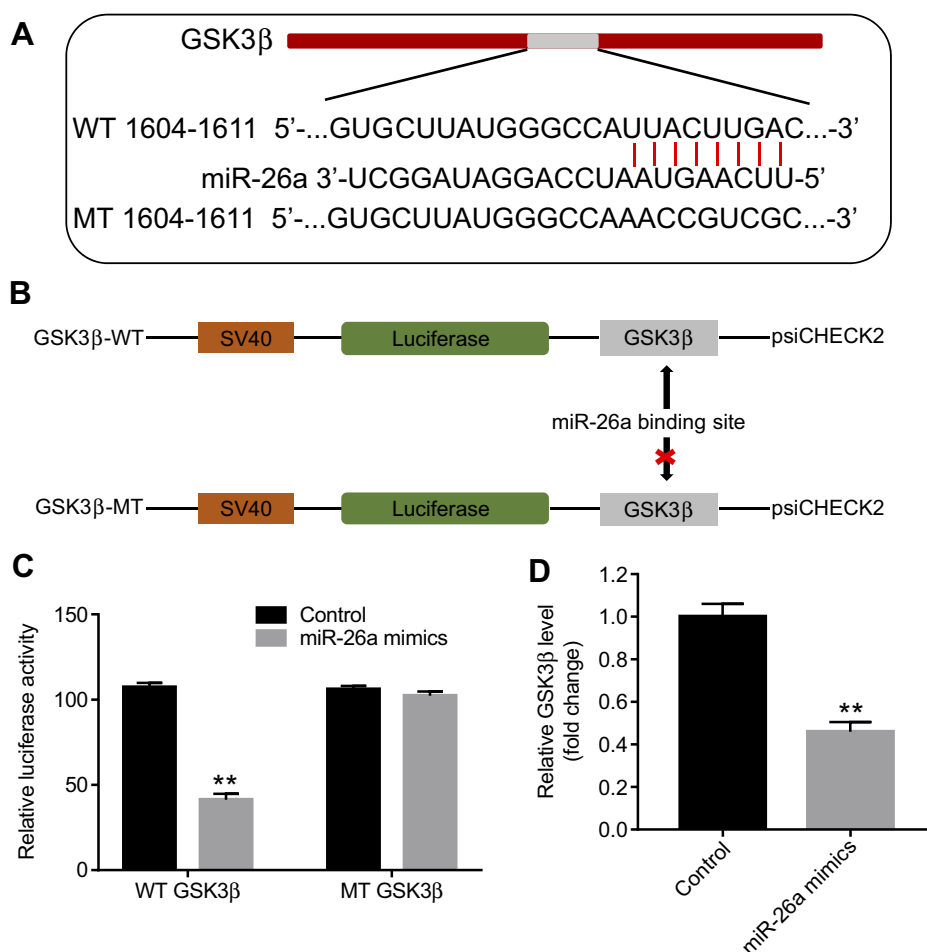 A
GSK3β
WT 1604-1611 5’-...GUGCUUAUGGGCCAUUACUUGAC...-3’
miR-26a 3’-UCGGAUAGGACCUAAUGAACUU-5’
MT 1604-1611 5’-...GUGCUUAUGGGCCAAACCGUCGC...-3’
B
GSK3β-WT SV40 Luciferase GSK3β psiCHECK2
miR-26a binding site
GSK3β-MT SV40 Luciferase GSK3β psiCHECK2
C
Relative luciferase activity
150
100
50
0
Control
miR-26a mimics
**
WT GSK3β MT GSK3β
D
Relative GSK3β level
(fold change)
1.2
1.0
0.8
0.6
0.4
0.2
0.0
**
Control
miR-26a mimics